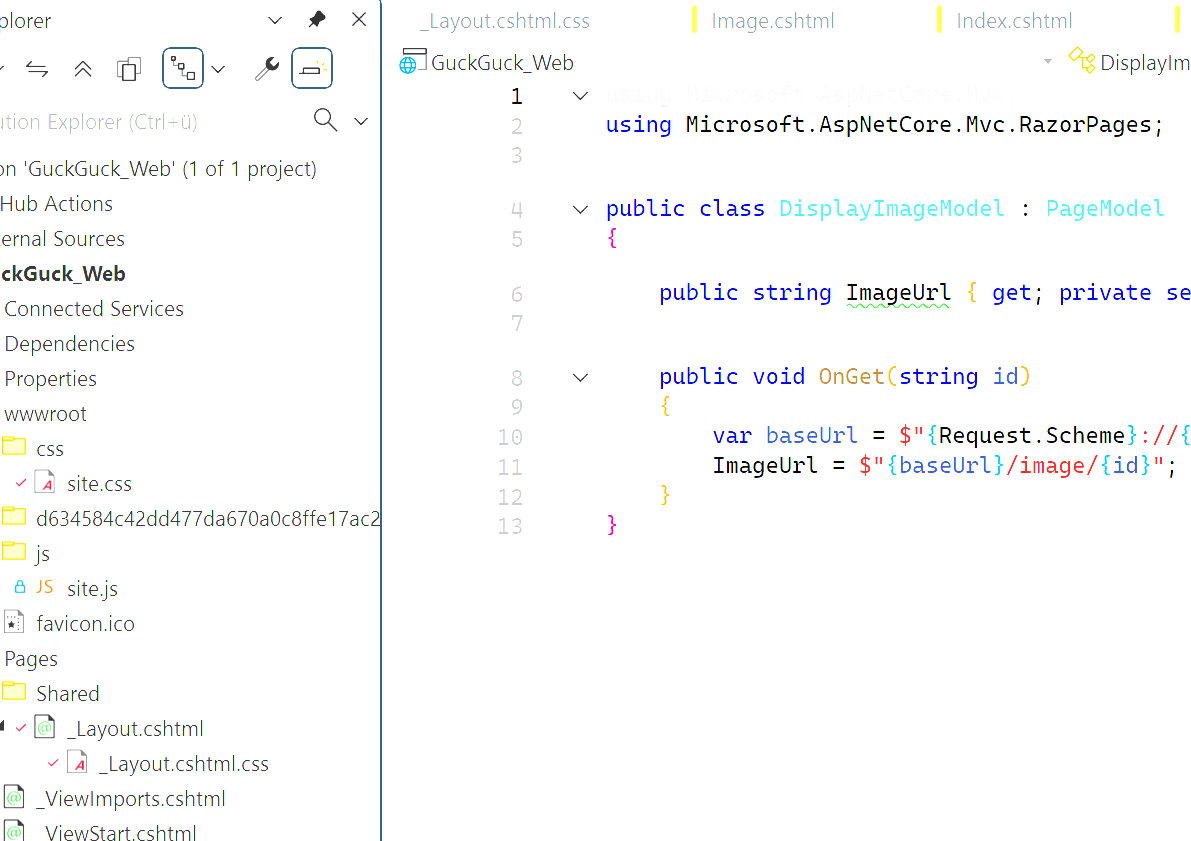 plorer
ution Explorer (Ctrl+ü)
on 'GuckGuck_Web' (1 of 1 project)
Hub Actions
ternal Sources
ckGuck_Web
Connected Services
Dependencies
Properties
wwwroot
css
site.css
d634584c42dd477da670a0c8ffe17ac2
js
JS site.js
favicon.ico
Pages
Shared
_Layout.cshtml
_Layout.cshtml.css
_ViewImports.cshtml
_ViewStart.cshtml
_Layout.cshtml.css Image.cshtml Index.cshtml
GuckGuck_Web DisplayIm
1 using Microsoft.AspNetCore.Mvc;
2 using Microsoft.AspNetCore.Mvc.RazorPages;
3
4 public class DisplayImageModel : PageModel
5 {
6 public string ImageUrl { get; private se
7
8 public void OnGet(string id)
9 {
10 var baseUrl = $"{Request.Scheme}://{
11 ImageUrl = $"{baseUrl}/image/{id}";
12 }
13 }